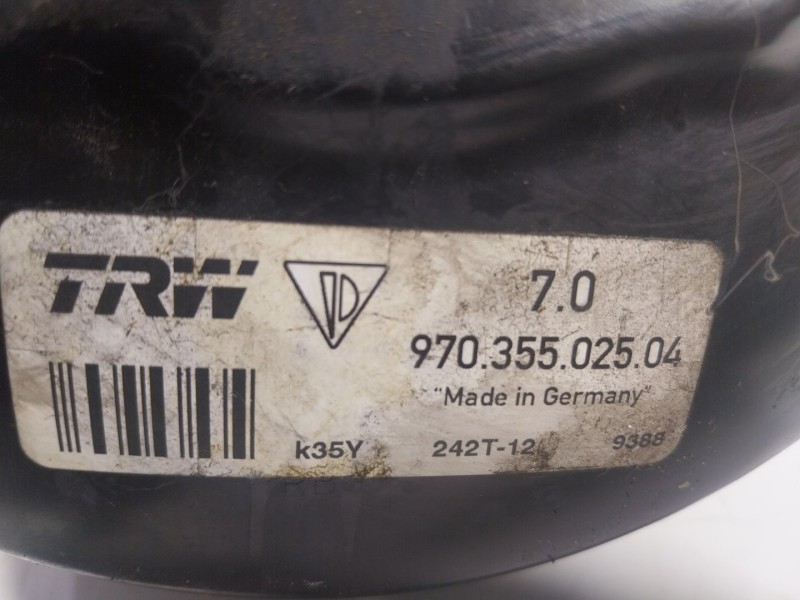 TRW
7.0
970.355.025.04
"Made in Germany"
k35Y 242T-12 9388